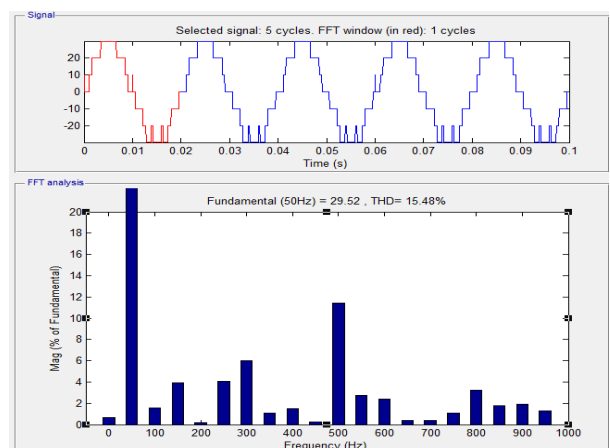 Signal
Selected signal: 5 cycles. FFT window (in red): 1 cycles
20
10
0
-10
-20
0 0.01 0.02 0.03 0.04 0.05 0.06 0.07 0.08 0.09 0.1
Time (s)
FFT analysis
Fundamental (50Hz) = 29.52 , THD= 15.48%
20
18
16
14
12
10
8
6
4
2
0
Mag (% of Fundamental)
0 100 200 300 400 500 600 700 800 900 1000
Frequency (Hz)